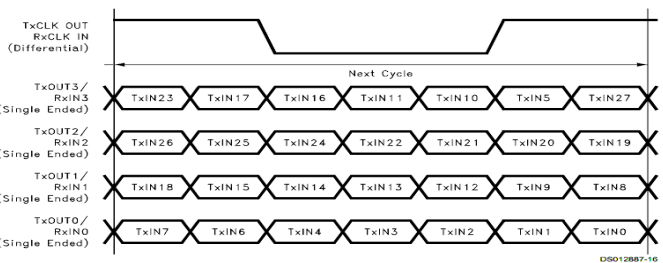 TxCLK OUT
RxCLK IN
(Differential)
Next Cycle
TxOUT3/
RxIN3
(Single Ended)
TxIN23 TxIN17 TxIN16 TxIN11 TxIN10 TxIN5 TxIN27
TxOUT2/
RxIN2
(Single Ended)
TxIN26 TxIN25 TxIN24 TxIN22 TxIN21 TxIN20 TxIN19
TxOUT1/
RxIN1
(Single Ended)
TxIN18 TxIN15 TxIN14 TxIN13 TxIN12 TxIN9 TxIN8
TxOUT0/
RxIN0
(Single Ended)
TxIN7 TxIN6 TxIN4 TxIN3 TxIN2 TxIN1 TxIN0
DS012887-16